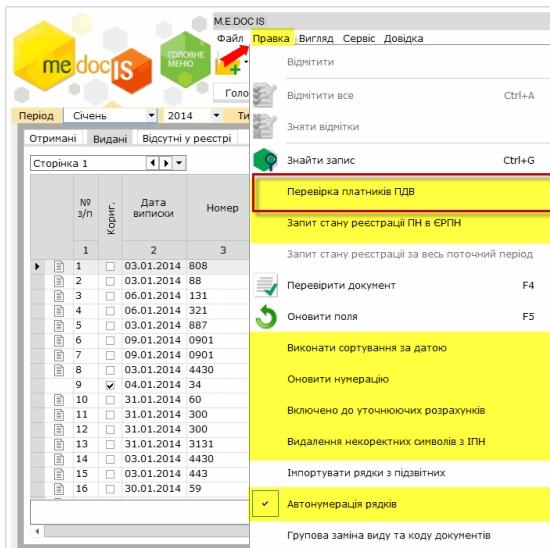 M.E.DOC IS
Файл Правка Вигляд Сервіс Довідка
me doc IS
ГОЛОВНЕ МЕНЮ
Голо
Період Січень 2014 Ти
Отримані Видані Відсутні у реєстрі
Сторінка 1
№ з/п Кориг. Дата виписки Номер
1 2 3
1 03.01.2014 808
2 03.01.2014 88
3 06.01.2014 131
4 06.01.2014 321
5 03.01.2014 887
6 09.01.2014 0901
7 09.01.2014 0901
8 03.01.2014 4430
9 04.01.2014 34
10 31.01.2014 60
11 31.01.2014 300
12 31.01.2014 300
13 31.01.2014 3131
14 03.01.2014 4430
15 03.01.2014 443
16 30.01.2014 59
Відмітити
Відмітити все Ctrl+A
Зняти відмітки
Знайти запис Ctrl+G
Перевірка платників ПДВ
Запит стану реєстрації ПН в ЄРПН
Запит стану реєстрації за весь поточний період
Перевірити документ F4
Оновити поля F5
Виконати сортування за датою
Оновити нумерацію
Включено до уточнюючих розрахунків
Видалення некоректних символів з ІПН
Імпортувати рядки з підзвітних
Автонумерація рядків
Групова заміна виду та коду документів